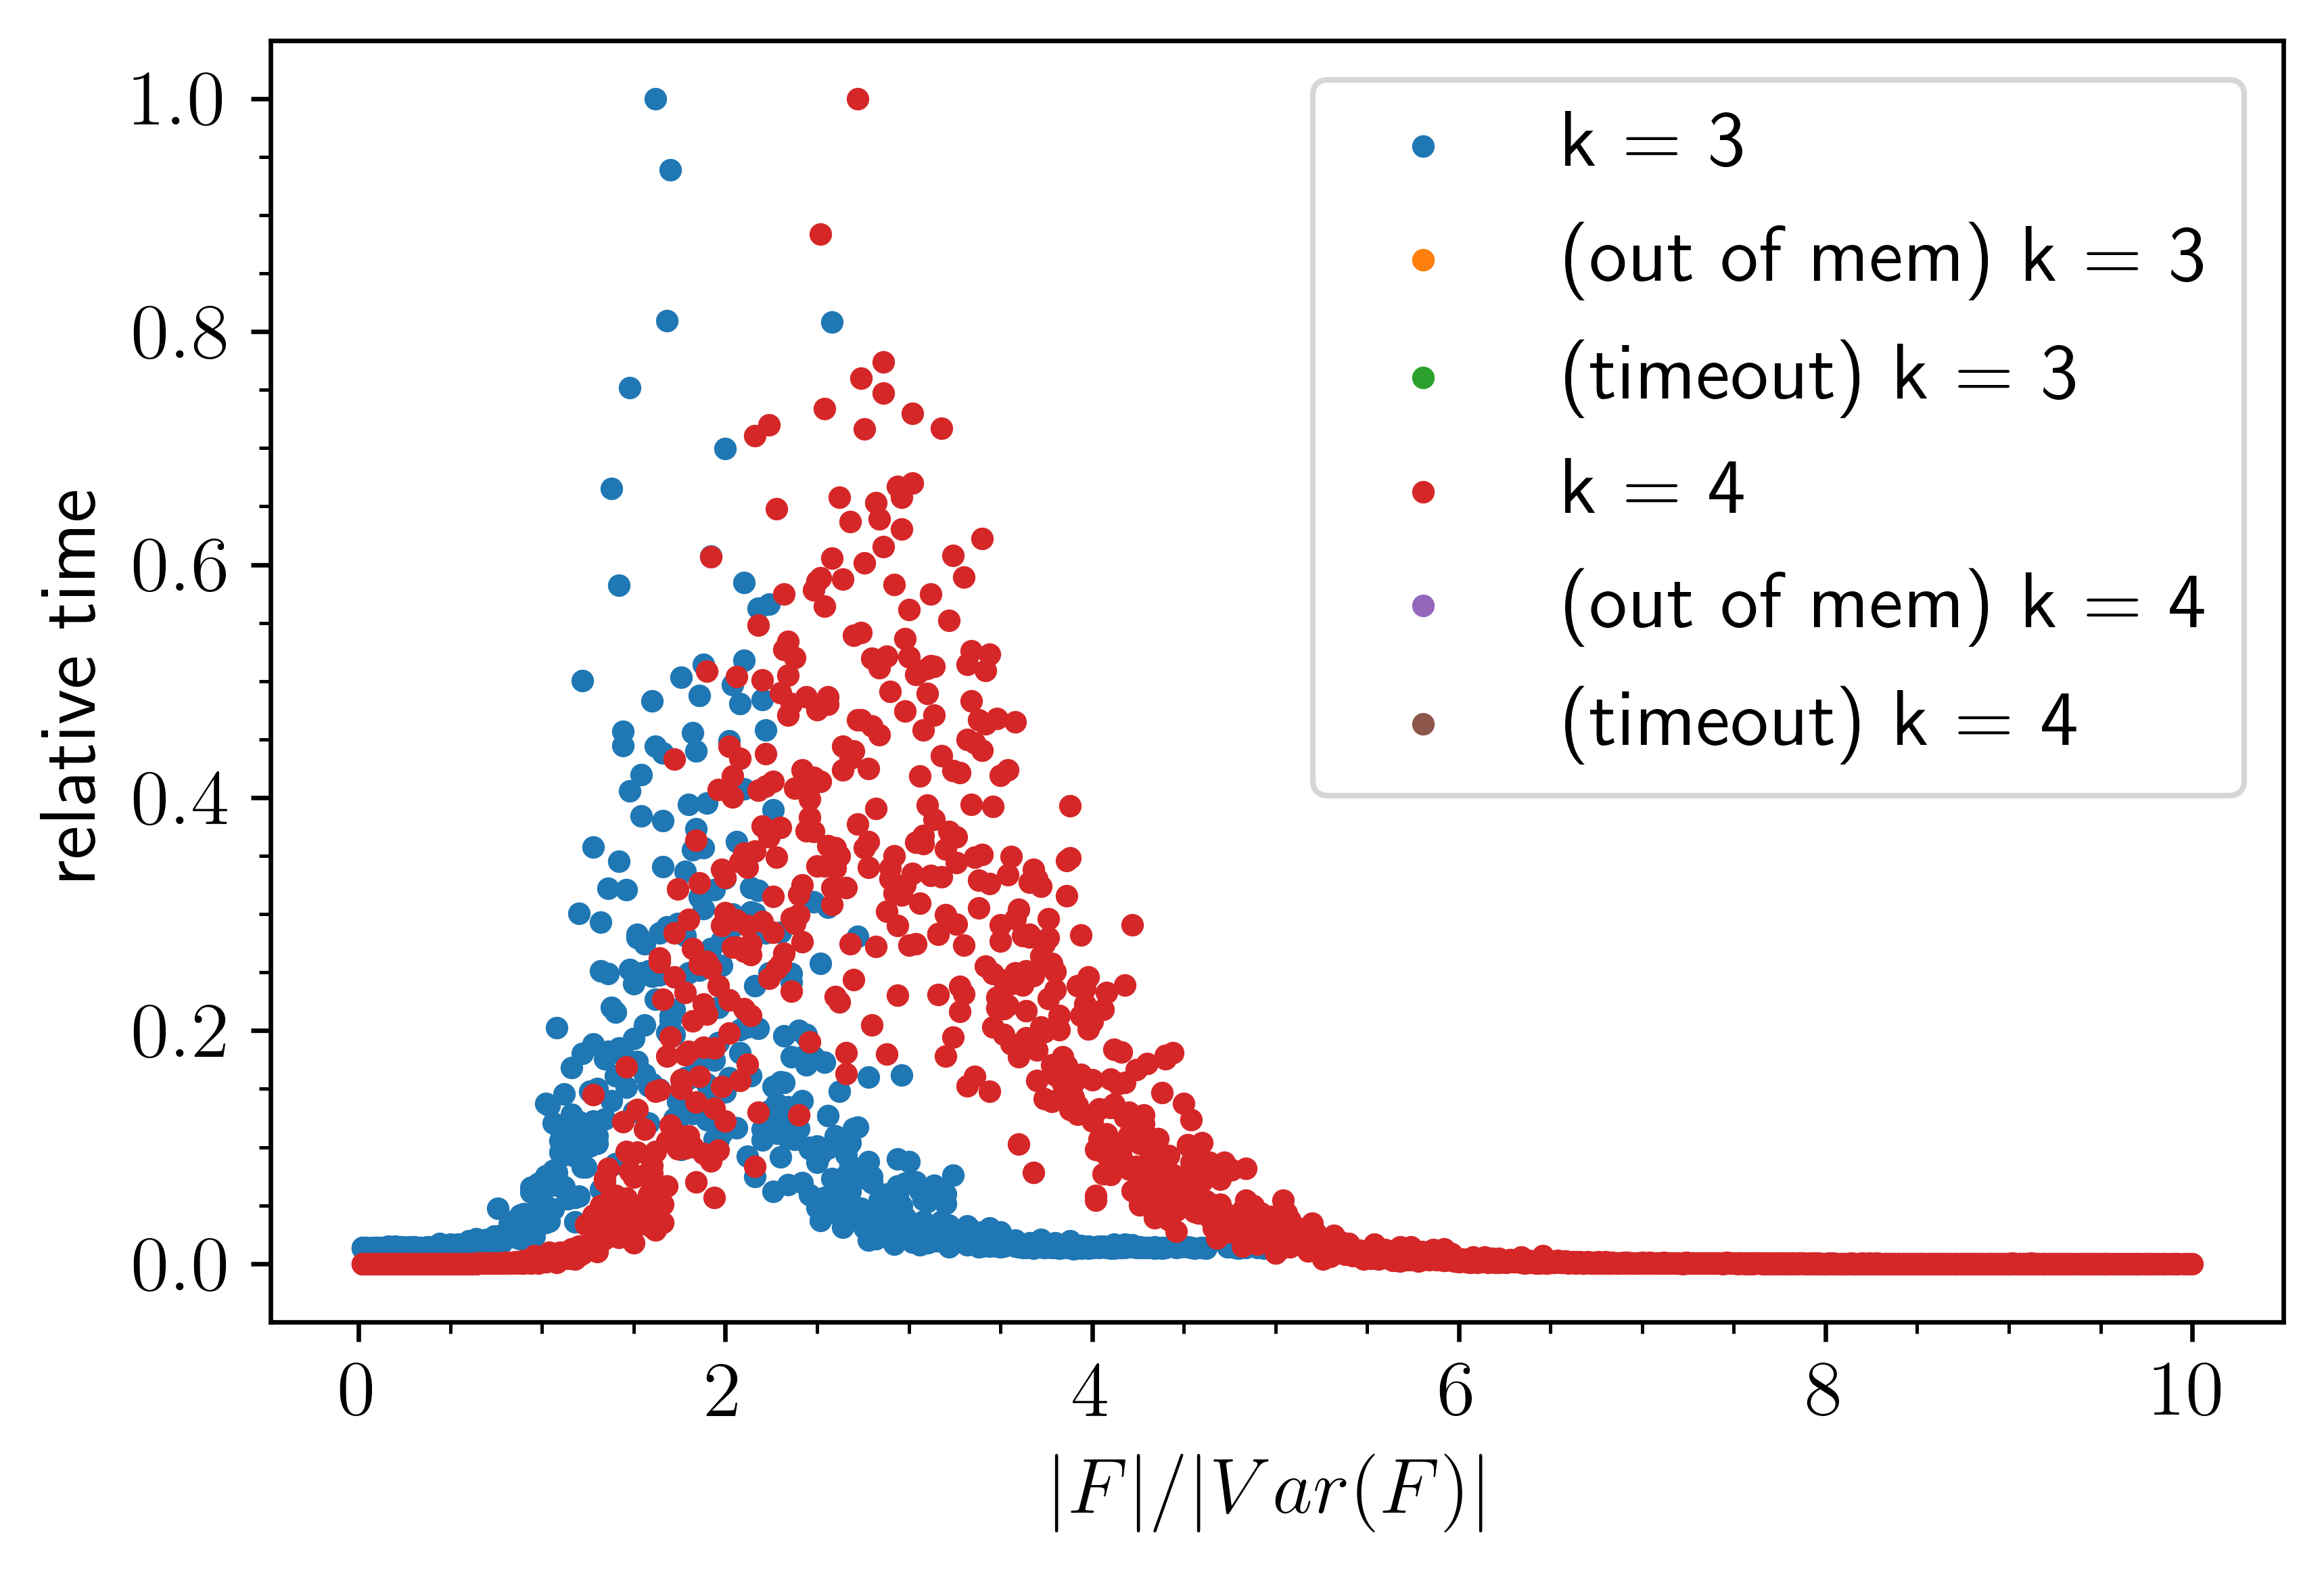 1.0
0.8
0.6
0.4
0.2
0.0
relative time
k = 3
(out of mem) k = 3
(timeout) k = 3
k = 4
(out of mem) k = 4
(timeout) k = 4
0 2 4 6 8 10
|F|/|Var(F)|